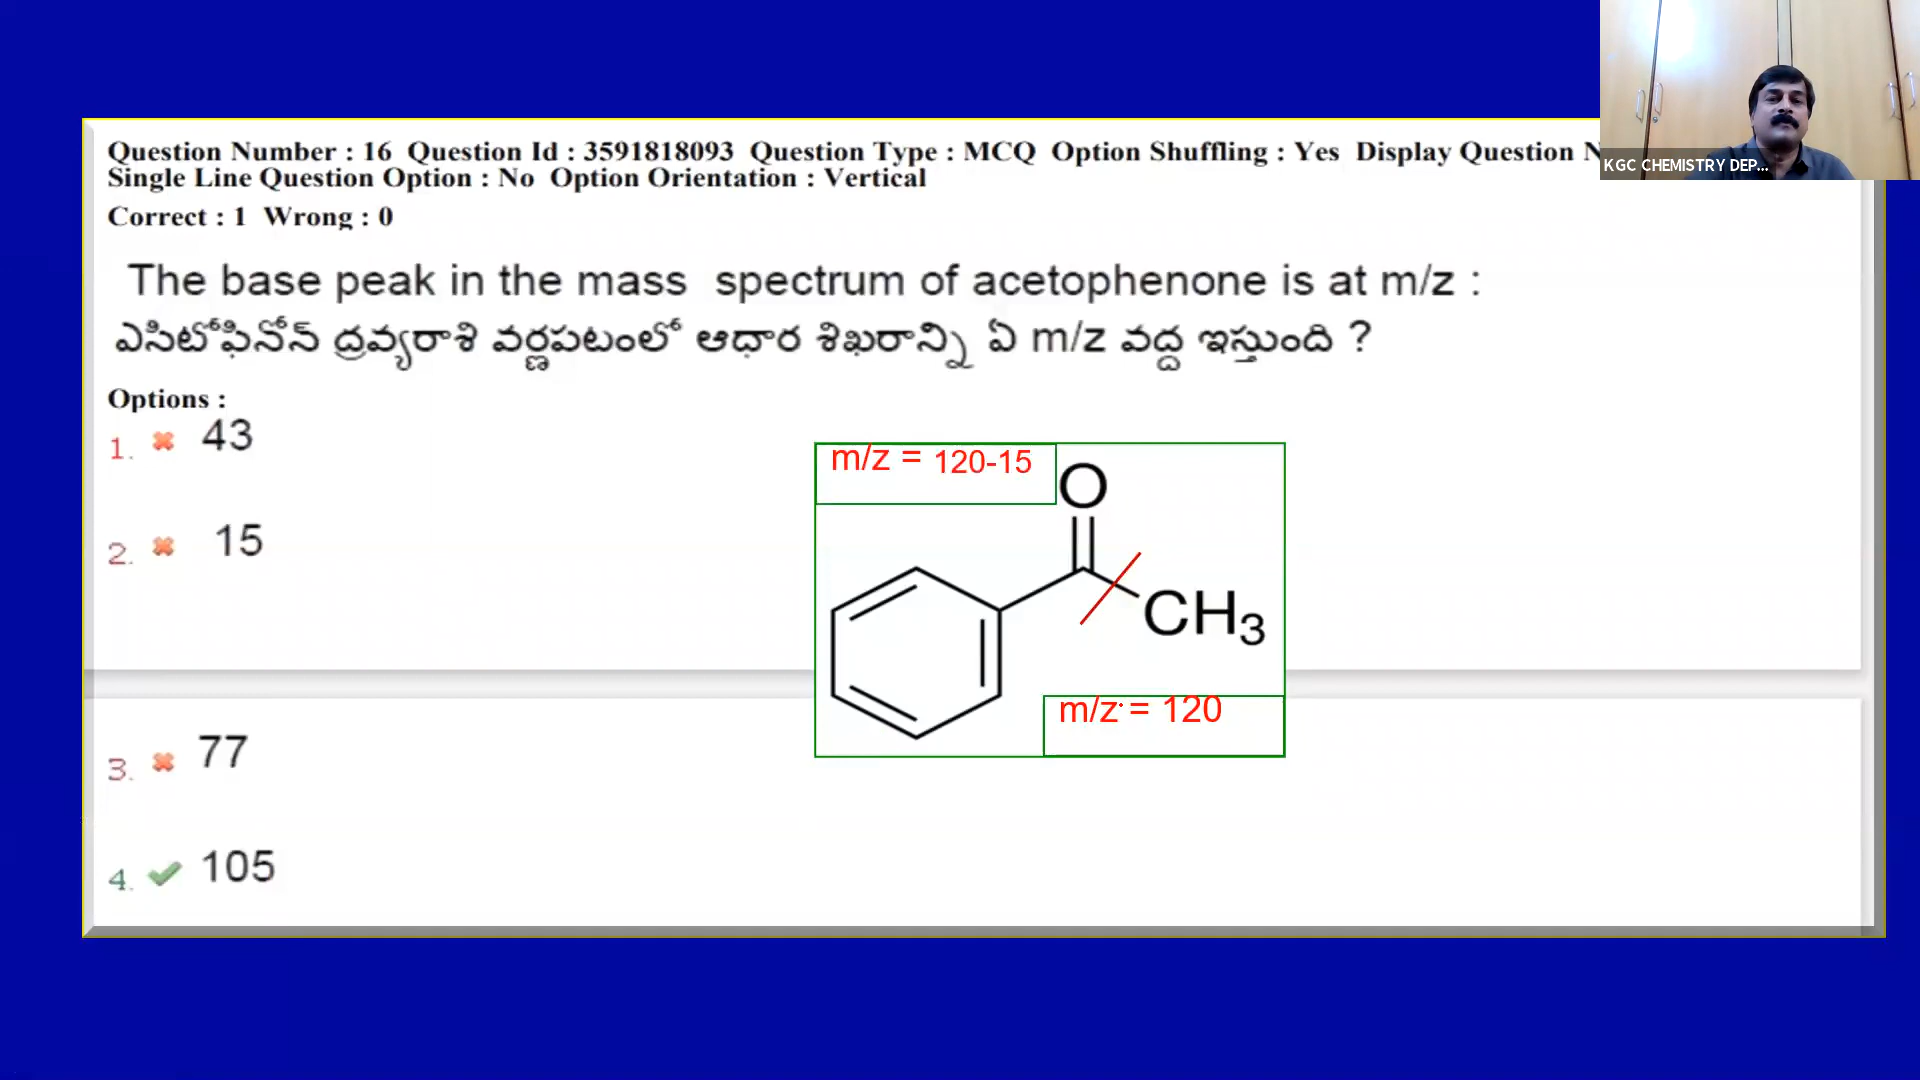 Question Number : 16 Question Id : 3591818093 Question Type : MCQ Option Shuffling : Yes Display Question N
Single Line Question Option : No Option Orientation : Vertical
Correct : 1 Wrong : 0
The base peak in the mass spectrum of acetophenone is at m/z :
ఎసిటోఫినోన్ ద్రవ్యరాశి వర్ణపటంలో ఆధార శిఖరాన్ని ఏ m/z వద్ద ఇస్తుంది ?
Options :
1. 43
2. 15
3. 77
4. 105
m/z = 120-15
O
CH3
m/z = 120
KGC CHEMISTRY DEP...